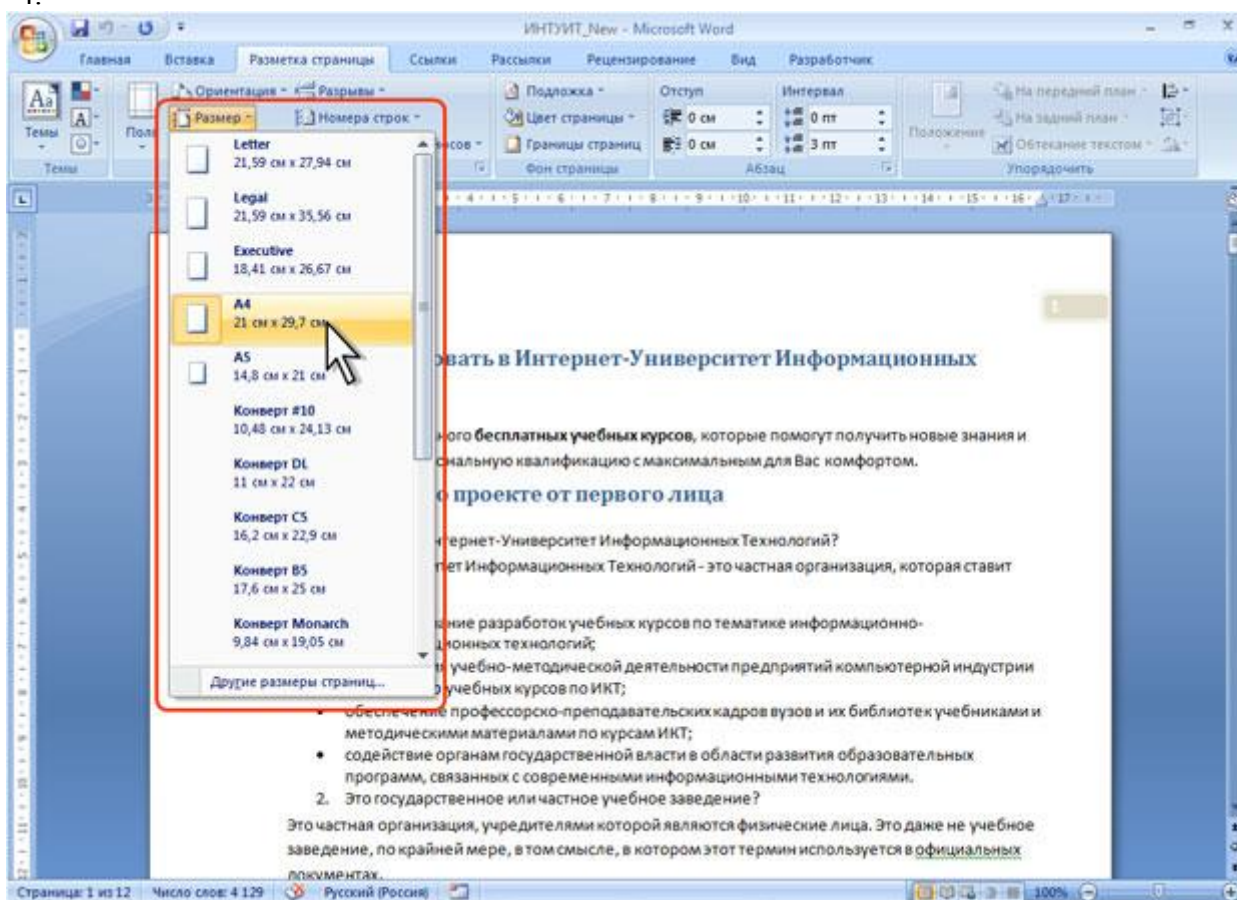 ИНТУИТ_New - Microsoft Word
Главная Вставка Разметка страницы Ссылки Рассылки Рецензирование Вид Разработчик
Ориентация Разрывы Подложка Отступ Интервал На передний план
Размер Номера строк Цвет страницы 0 см 0 пт На задний план
Темы Границы страниц 0 см 3 пт Положение Обтекание текстом
Темы Фон страницы Абзац Упорядочить
Letter
21,59 см x 27,94 см
Legal
21,59 см x 35,56 см
Executive
18,41 см x 26,67 см
A4
21 см x 29,7 см
A5
14,8 см x 21 см
Конверт #10
10,48 см x 24,13 см
Конверт DL
11 см x 22 см
Конверт C5
16,2 см x 22,9 см
Конверт B5
17,6 см x 25 см
Конверт Monarch
9,84 см x 19,05 см
Другие размеры страниц...
в Интернет-Университет Информационных
бесплатных учебных курсов, которые помогут получить новые знания и
квалификацию с максимальным для Вас комфортом.
проекте от первого лица
Интернет-Университет Информационных Технологий?
Информационных Технологий - это частная организация, которая ставит
разработок учебных курсов по тематике информационно-
технологий;
учебно-методической деятельности предприятий компьютерной индустрии
учебных курсов по ИКТ;
• обеспечение профессорско-преподавательских кадров вузов и их библиотек учебниками и
методическими материалами по курсам ИКТ;
• содействие органам государственной власти в области развития образовательных
программ, связанных с современными информационными технологиями.
2. Это государственное или частное учебное заведение?
Это частная организация, учредителями которой являются физические лица. Это даже не учебное
заведение, по крайней мере, в том смысле, в котором этот термин используется в официальных
документах.
Страница: 1 из 12 Число слов: 4 129 Русский (Россия) 100%